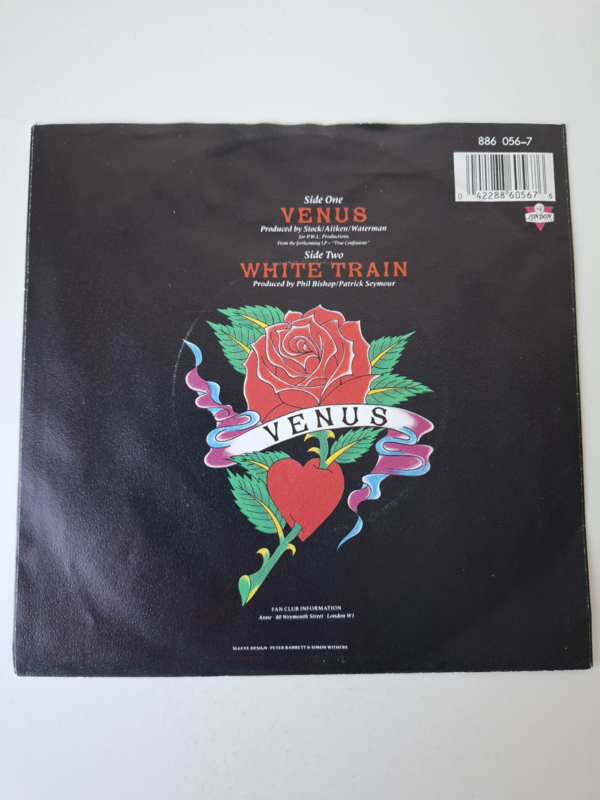 886 056-7
0 42288 60567 6
LONDON
Side One
VENUS
Produced by Stock/Aitken/Waterman
for P.W.L. Productions
From the forthcoming LP – "True Confessions"
Side Two
WHITE TRAIN
Produced by Phil Bishop/Patrick Seymour
VENUS
FAN CLUB INFORMATION
Anne 40 Weymouth Street London W1
SLEEVE DESIGN PETER BARRETT & SIMON WITHERS